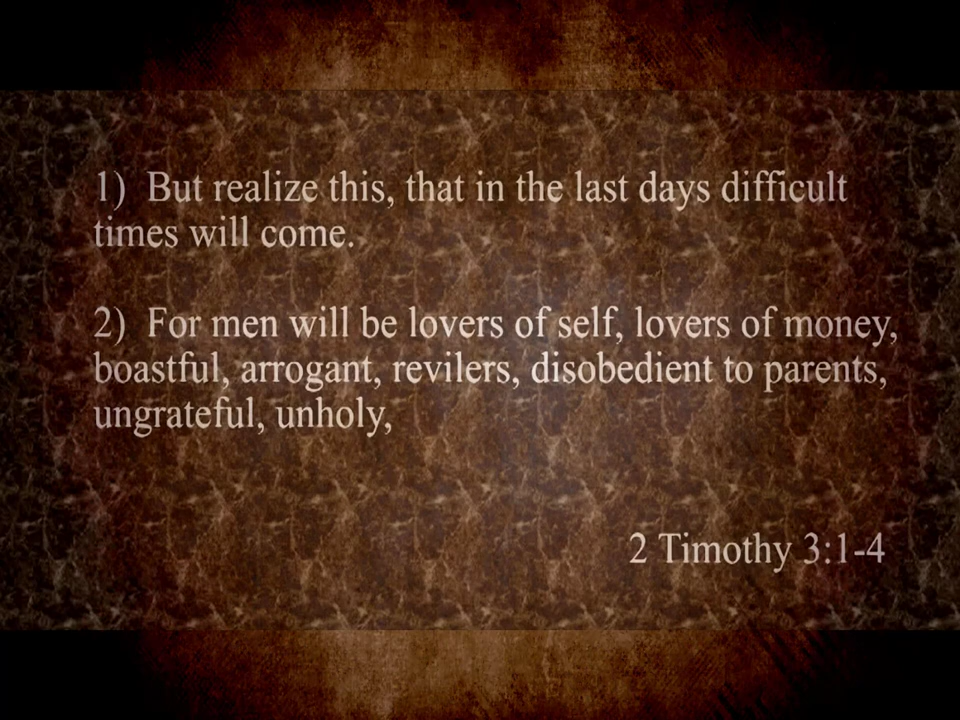 1) But realize this, that in the last days difficult
times will come.
2) For men will be lovers of self, lovers of money,
boastful, arrogant, revilers, disobedient to parents,
ungrateful, unholy,
2 Timothy 3:1-4